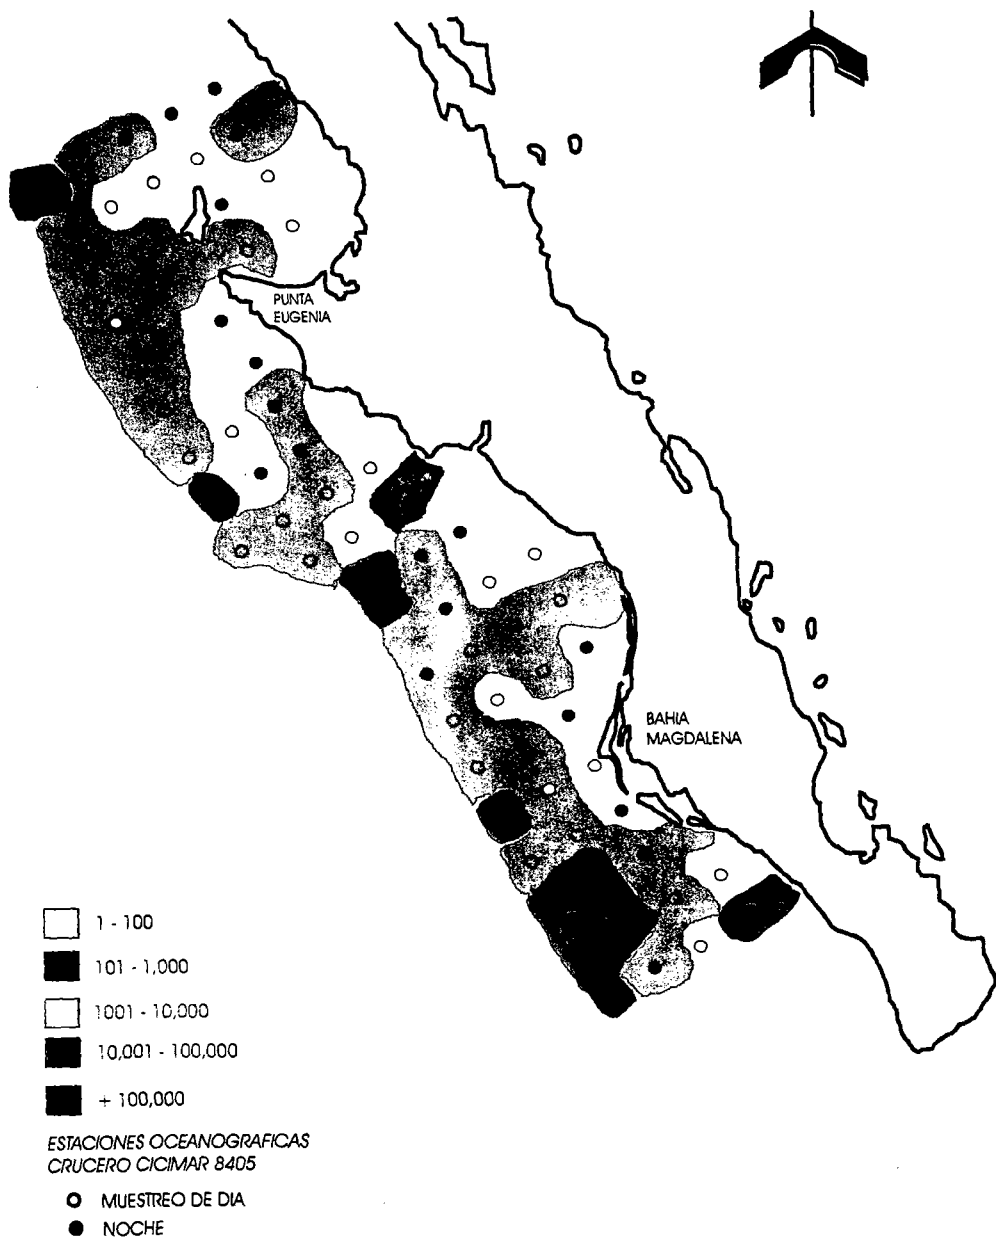 PUNTA
EUGENIA
BAHIA
MAGDALENA
1 - 100
101 - 1,000
1001 - 10,000
10,001 - 100,000
+ 100,000
ESTACIONES OCEANOGRAFICAS
CRUCERO CICIMAR 8405
MUESTREO DE DIA
NOCHE